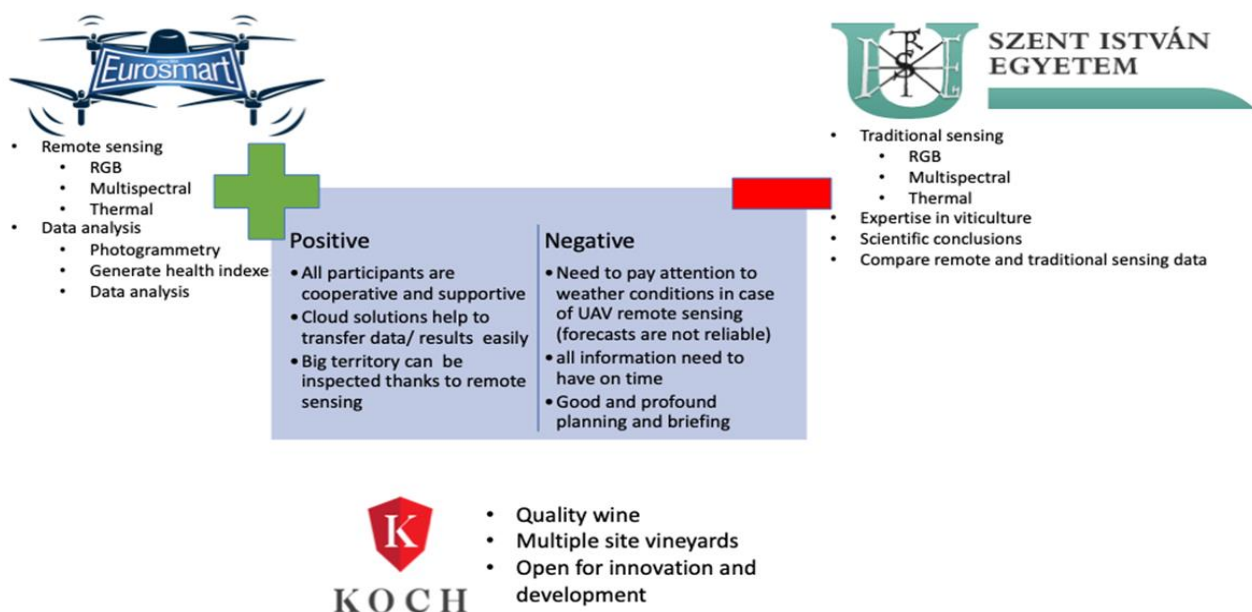 Eurosmart
• Remote sensing
• RGB
• Multispectral
• Thermal
• Data analysis
• Photogrammetry
• Generate health indexe
• Data analysis
SZENT ISTVÁN
EGYETEM
• Traditional sensing
• RGB
• Multispectral
• Thermal
• Expertise in viticulture
• Scientific conclusions
• Compare remote and traditional sensing data
Positive
• All participants are
cooperative and supportive
• Cloud solutions help to
transfer data/ results easily
• Big territory can be
inspected thanks to remote
sensing
Negative
• Need to pay attention to
weather conditions in case
of UAV remote sensing
(forecasts are not reliable)
• all information need to
have on time
• Good and profound
planning and briefing
K
KOCH
• Quality wine
• Multiple site vineyards
• Open for innovation and
development